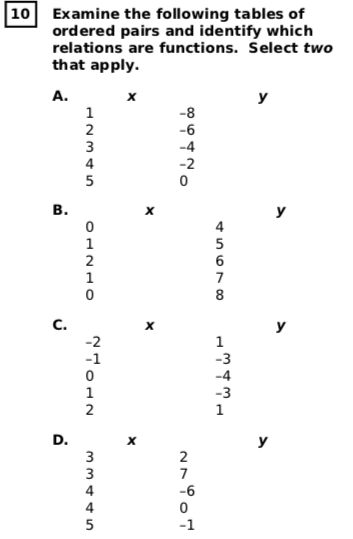 10 Examine the following tables of
ordered pairs and identify which
relations are functions. Select two
that apply.
A. x y
1 –8
2 –6
3 –4
4 –2
5 0
B. x y
0 4
1 5
2 6
1 7
0 8
C. x y
–2 1
–1 –3
0 –4
1 –3
2 1
D. x y
3 2
3 7
4 –6
4 0
5 –1